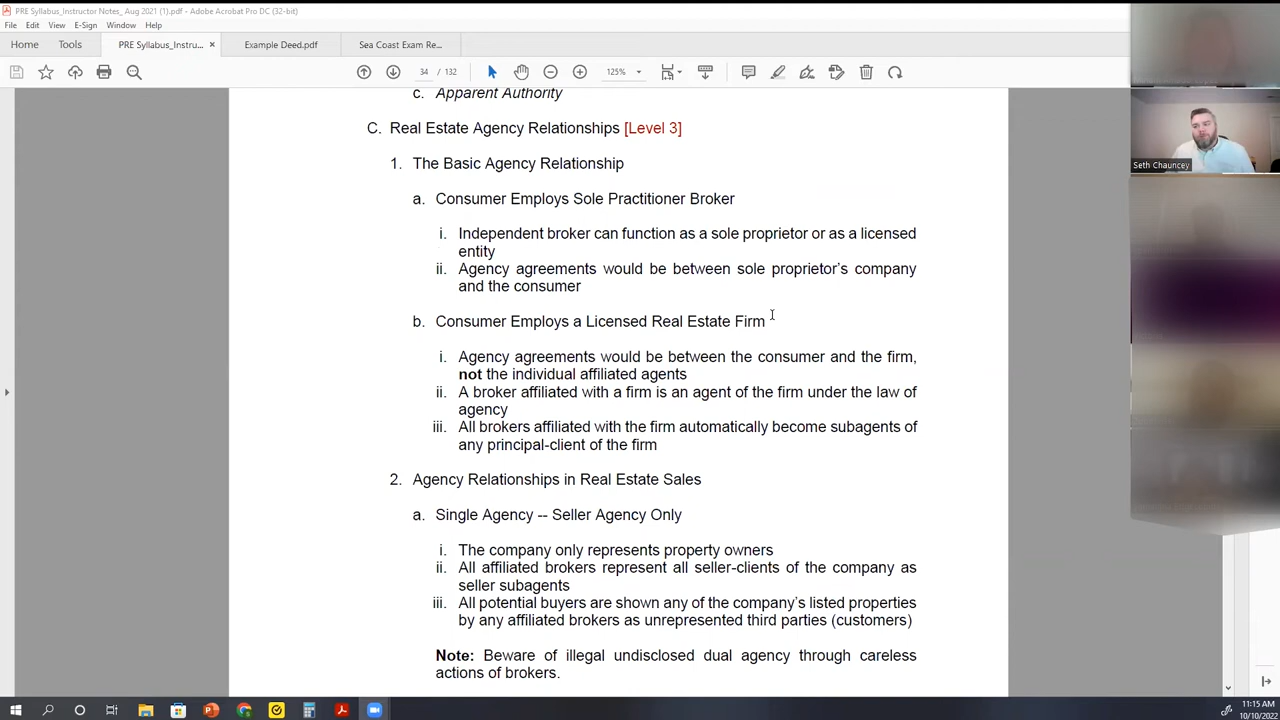 PRE Syllabus_Instructor Notes_ Aug 2021 (1).pdf - Adobe Acrobat Pro DC (32-bit)
File Edit View E-Sign Window Help
Home Tools PRE Syllabus_Instru... × Example Deed.pdf Sea Coast Exam Re...
34 / 132 125%
c. Apparent Authority
C. Real Estate Agency Relationships [Level 3]
1. The Basic Agency Relationship
a. Consumer Employs Sole Practitioner Broker
i. Independent broker can function as a sole proprietor or as a licensed
entity
ii. Agency agreements would be between sole proprietor's company
and the consumer
b. Consumer Employs a Licensed Real Estate Firm
i. Agency agreements would be between the consumer and the firm,
not the individual affiliated agents
ii. A broker affiliated with a firm is an agent of the firm under the law of
agency
iii. All brokers affiliated with the firm automatically become subagents of
any principal-client of the firm
2. Agency Relationships in Real Estate Sales
a. Single Agency -- Seller Agency Only
i. The company only represents property owners
ii. All affiliated brokers represent all seller-clients of the company as
seller subagents
iii. All potential buyers are shown any of the company's listed properties
by any affiliated brokers as unrepresented third parties (customers)
Note: Beware of illegal undisclosed dual agency through careless
actions of brokers.
Seth Chauncey
11:15 AM
10/10/2022